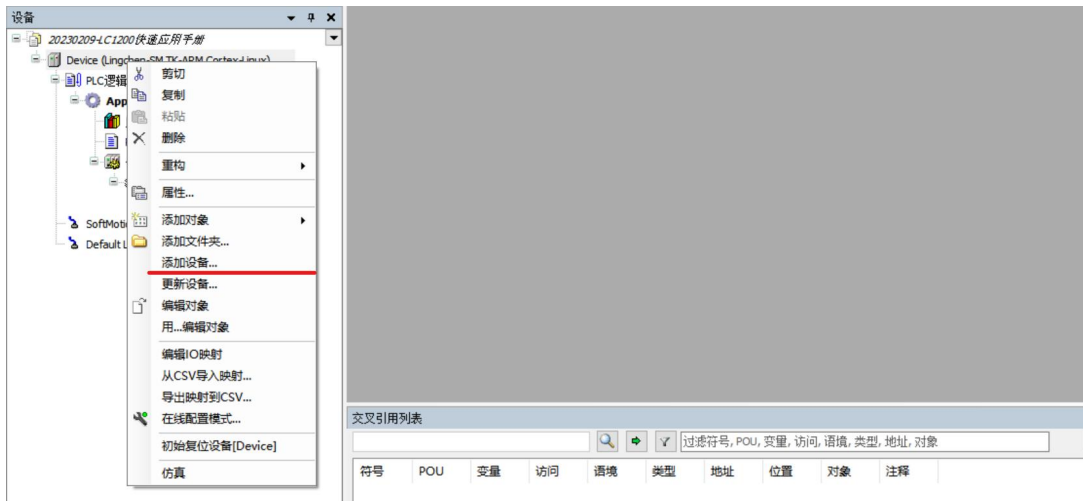 设备
20230209-LC1200快速应用手册
Device (Lingchen-SM TK-ARM Cortex-Linux)
PLC逻辑
App
SoftMoti
Default L
剪切
复制
粘贴
删除
重构
属性...
添加对象
添加文件夹...
添加设备...
更新设备...
编辑对象
用...编辑对象
编辑IO映射
从CSV导入映射...
导出映射到CSV...
在线配置模式...
初始复位设备[Device]
仿真
交叉引用列表
过滤符号, POU, 变量, 访问, 语境, 类型, 地址, 对象
符号 POU 变量 访问 语境 类型 地址 位置 对象 注释